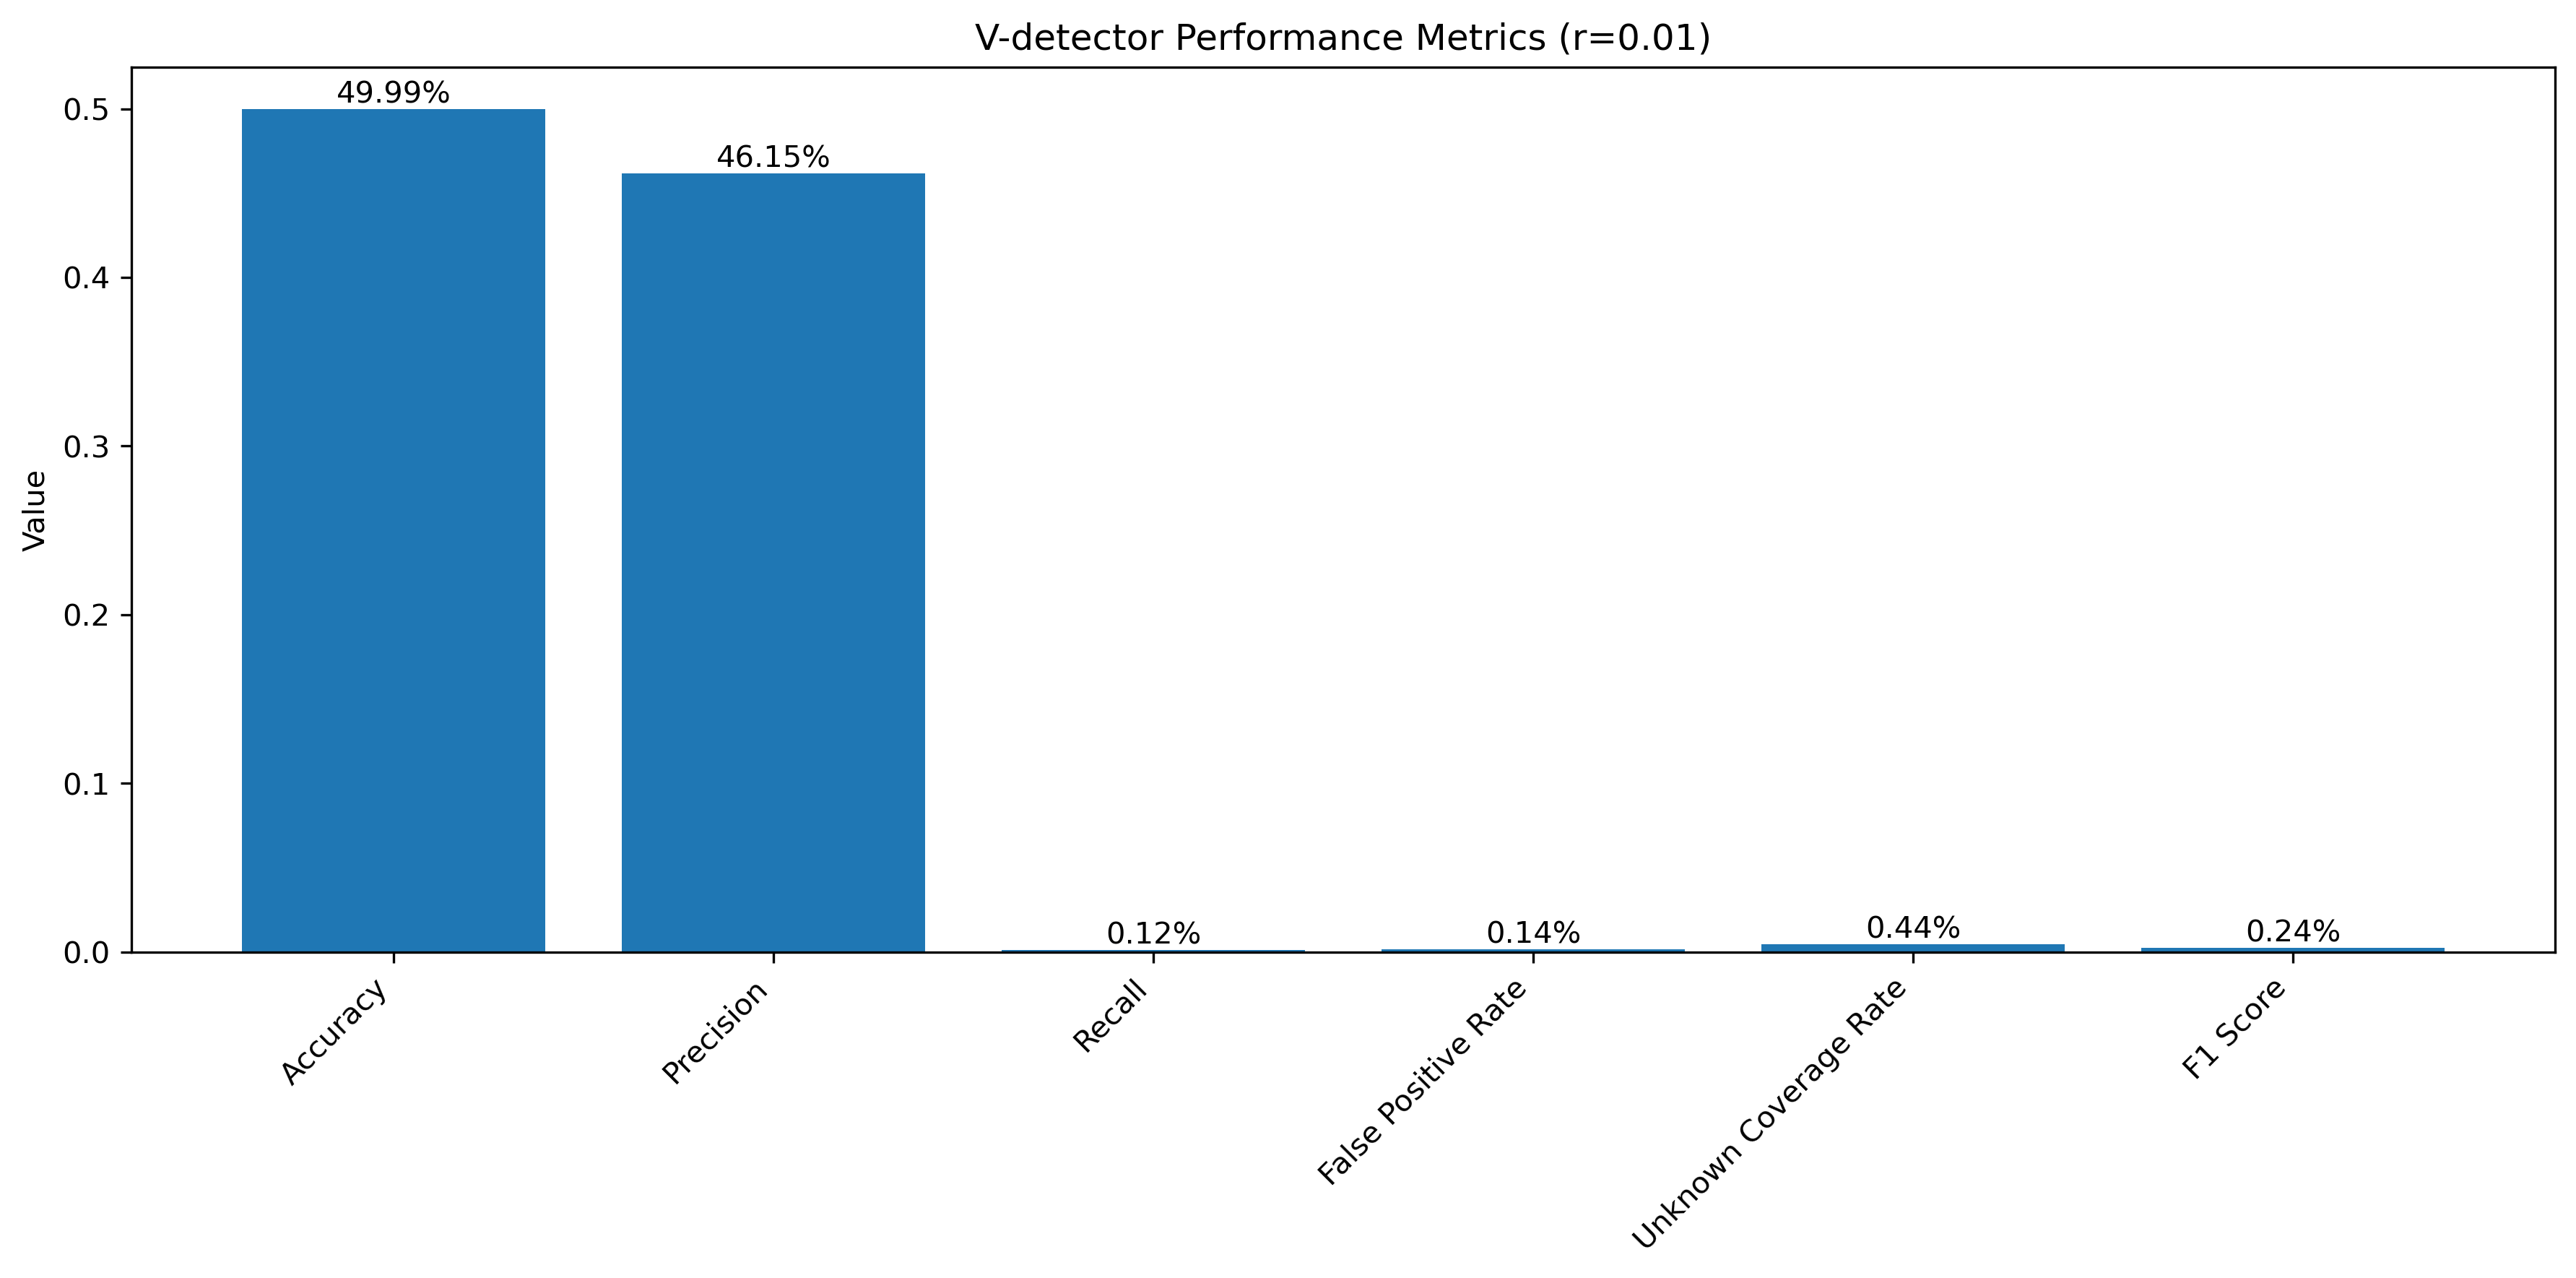 V-detector Performance Metrics (r=0.01)
Value
0.5
0.4
0.3
0.2
0.1
0.0
49.99%
46.15%
0.12%
0.14%
0.44%
0.24%
Accuracy
Precision
Recall
False Positive Rate
Unknown Coverage Rate
F1 Score